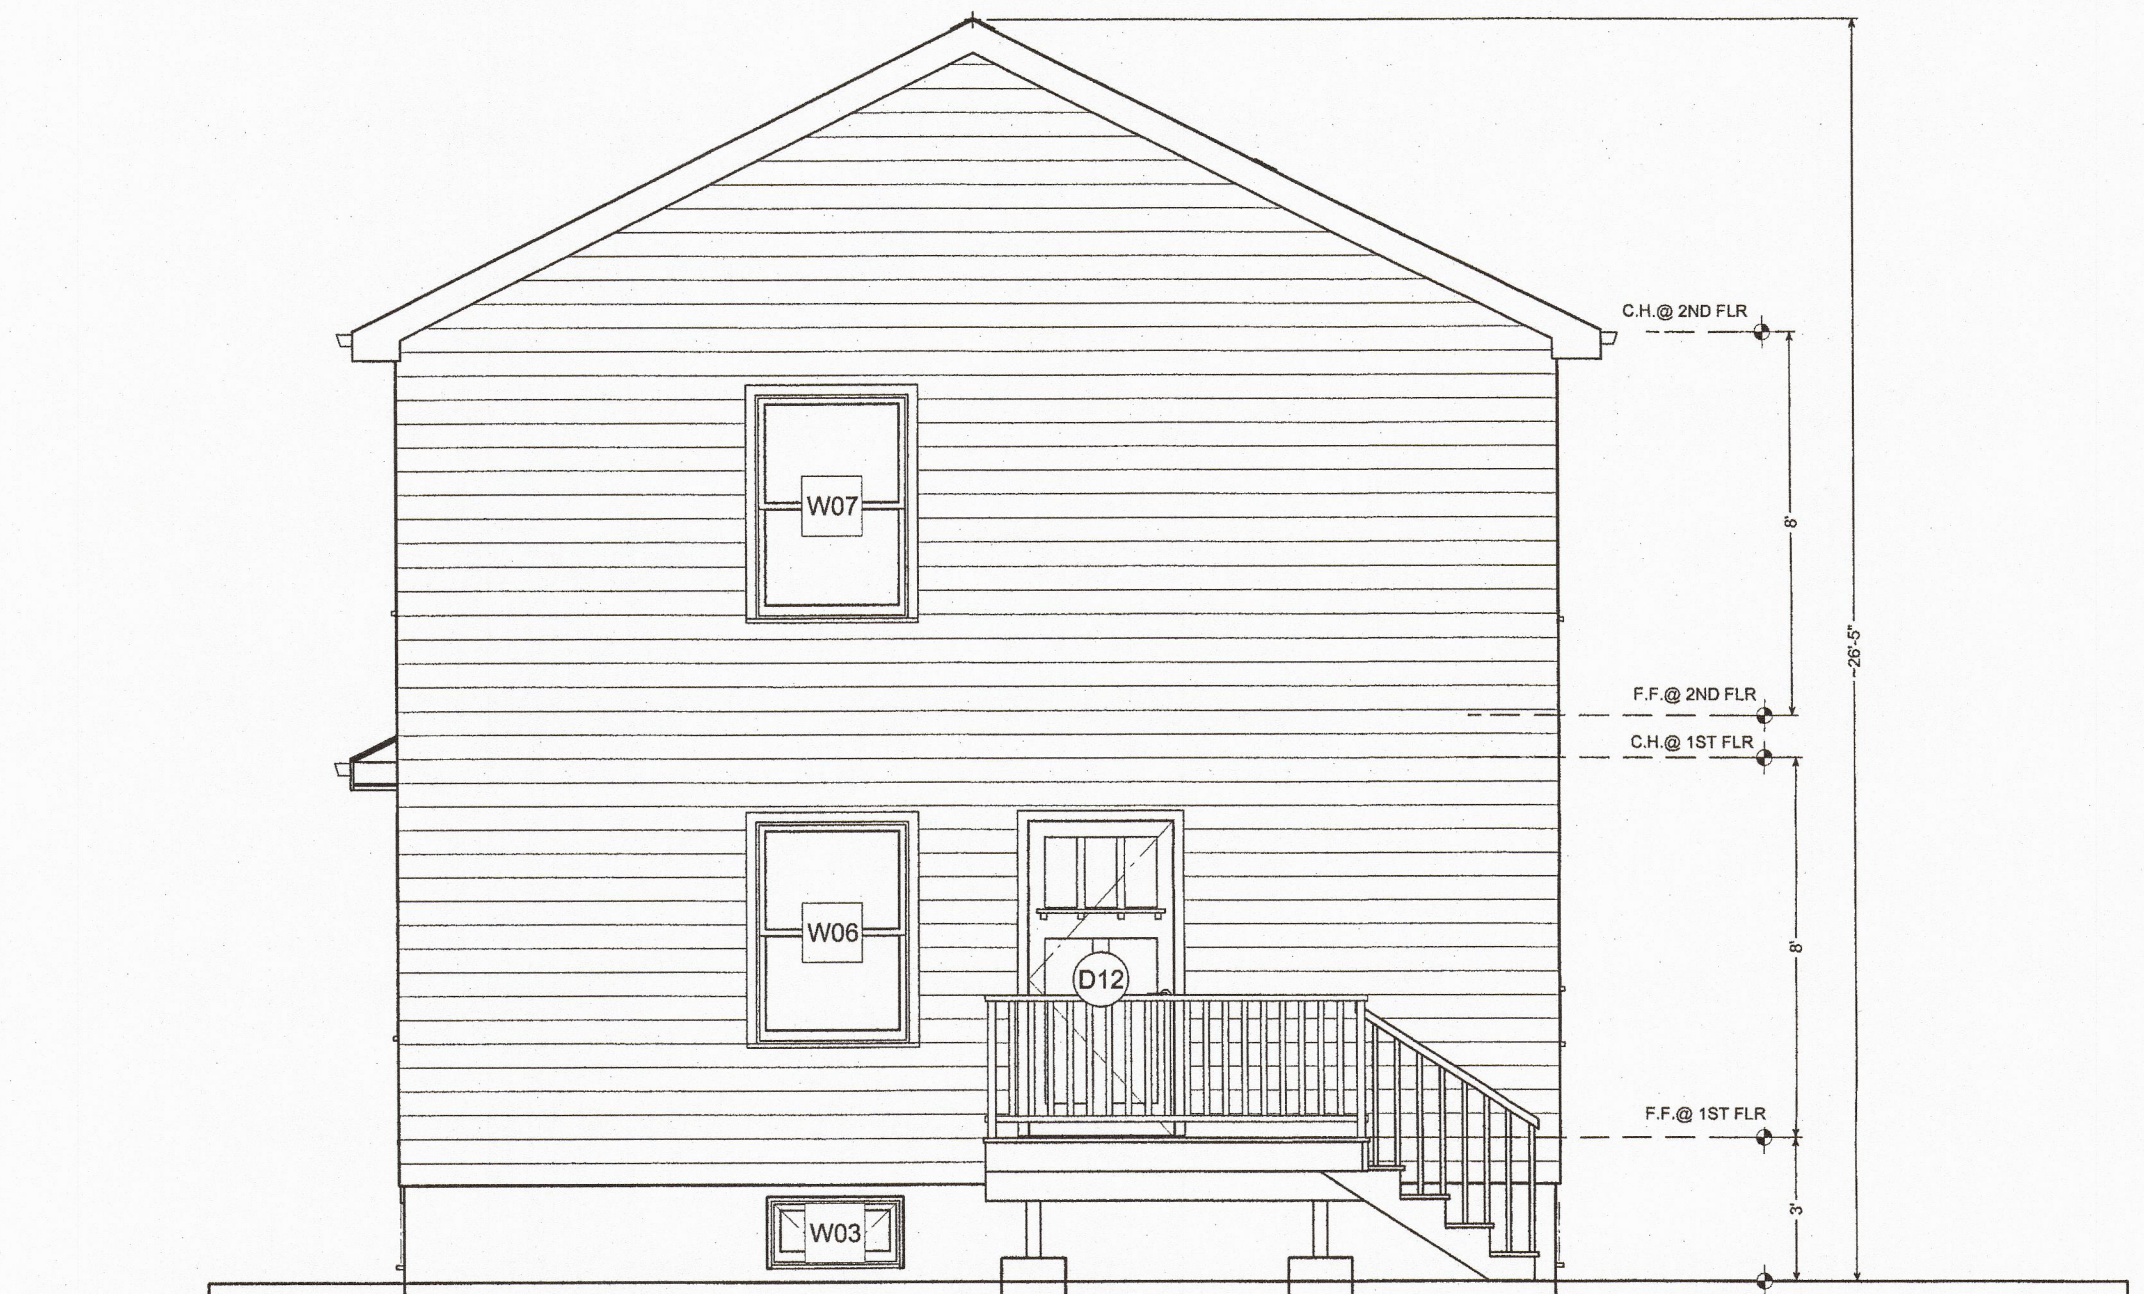 C.H.@ 2ND FLR
W07
8'
~26'-5"
F.F.@ 2ND FLR
C.H.@ 1ST FLR
W06
8'
D12
F.F.@ 1ST FLR
3'
W03